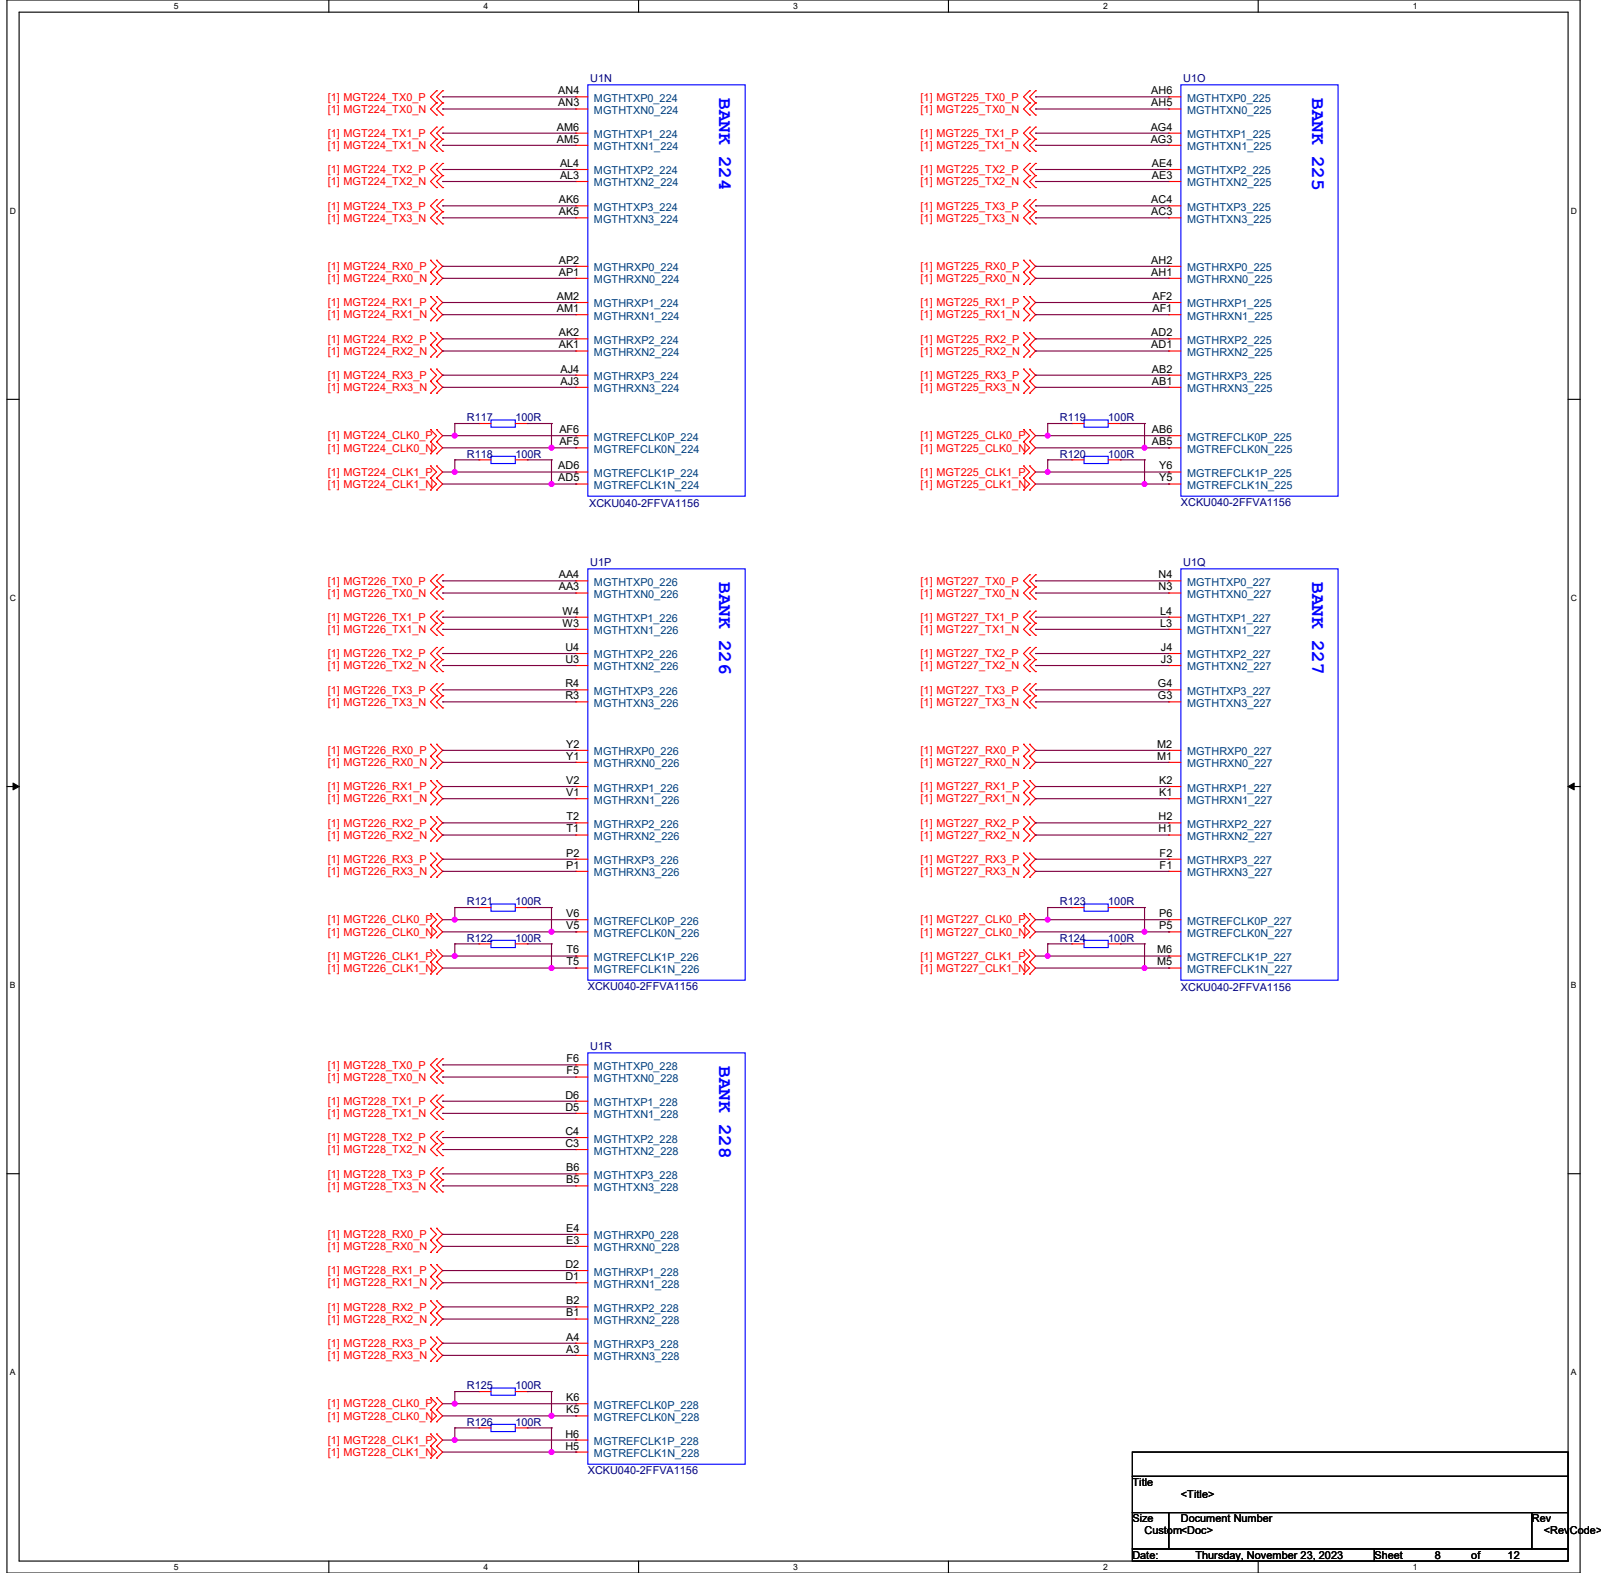 5 4 3 2 1
U1N
BANK 224
[1] MGT224_TX0_P AN4 MGTHTXP0_224
[1] MGT224_TX0_N AN3 MGTHTXN0_224
[1] MGT224_TX1_P AM6 MGTHTXP1_224
[1] MGT224_TX1_N AM5 MGTHTXN1_224
[1] MGT224_TX2_P AL4 MGTHTXP2_224
[1] MGT224_TX2_N AL3 MGTHTXN2_224
[1] MGT224_TX3_P AK6 MGTHTXP3_224
[1] MGT224_TX3_N AK5 MGTHTXN3_224
[1] MGT224_RX0_P AP2 MGTHRXP0_224
[1] MGT224_RX0_N AP1 MGTHRXN0_224
[1] MGT224_RX1_P AM2 MGTHRXP1_224
[1] MGT224_RX1_N AM1 MGTHRXN1_224
[1] MGT224_RX2_P AK2 MGTHRXP2_224
[1] MGT224_RX2_N AK1 MGTHRXN2_224
[1] MGT224_RX3_P AJ4 MGTHRXP3_224
[1] MGT224_RX3_N AJ3 MGTHRXN3_224
R117 100R
[1] MGT224_CLK0_P AF6 MGTREFCLK0P_224
[1] MGT224_CLK0_N AF5 MGTREFCLK0N_224
R118 100R
[1] MGT224_CLK1_P AD6 MGTREFCLK1P_224
[1] MGT224_CLK1_N AD5 MGTREFCLK1N_224
XCKU040-2FFVA1156
U1O
BANK 225
[1] MGT225_TX0_P AH6 MGTHTXP0_225
[1] MGT225_TX0_N AH5 MGTHTXN0_225
[1] MGT225_TX1_P AG4 MGTHTXP1_225
[1] MGT225_TX1_N AG3 MGTHTXN1_225
[1] MGT225_TX2_P AE4 MGTHTXP2_225
[1] MGT225_TX2_N AE3 MGTHTXN2_225
[1] MGT225_TX3_P AC4 MGTHTXP3_225
[1] MGT225_TX3_N AC3 MGTHTXN3_225
[1] MGT225_RX0_P AH2 MGTHRXP0_225
[1] MGT225_RX0_N AH1 MGTHRXN0_225
[1] MGT225_RX1_P AF2 MGTHRXP1_225
[1] MGT225_RX1_N AF1 MGTHRXN1_225
[1] MGT225_RX2_P AD2 MGTHRXP2_225
[1] MGT225_RX2_N AD1 MGTHRXN2_225
[1] MGT225_RX3_P AB2 MGTHRXP3_225
[1] MGT225_RX3_N AB1 MGTHRXN3_225
R119 100R
[1] MGT225_CLK0_P AB6 MGTREFCLK0P_225
[1] MGT225_CLK0_N AB5 MGTREFCLK0N_225
R120 100R
[1] MGT225_CLK1_P Y6 MGTREFCLK1P_225
[1] MGT225_CLK1_N Y5 MGTREFCLK1N_225
XCKU040-2FFVA1156
D D
U1P
BANK 226
[1] MGT226_TX0_P AA4 MGTHTXP0_226
[1] MGT226_TX0_N AA3 MGTHTXN0_226
[1] MGT226_TX1_P W4 MGTHTXP1_226
[1] MGT226_TX1_N W3 MGTHTXN1_226
[1] MGT226_TX2_P U4 MGTHTXP2_226
[1] MGT226_TX2_N U3 MGTHTXN2_226
[1] MGT226_TX3_P R4 MGTHTXP3_226
[1] MGT226_TX3_N R3 MGTHTXN3_226
[1] MGT226_RX0_P Y2 MGTHRXP0_226
[1] MGT226_RX0_N Y1 MGTHRXN0_226
[1] MGT226_RX1_P V2 MGTHRXP1_226
[1] MGT226_RX1_N V1 MGTHRXN1_226
[1] MGT226_RX2_P T2 MGTHRXP2_226
[1] MGT226_RX2_N T1 MGTHRXN2_226
[1] MGT226_RX3_P P2 MGTHRXP3_226
[1] MGT226_RX3_N P1 MGTHRXN3_226
R121 100R
[1] MGT226_CLK0_P V6 MGTREFCLK0P_226
[1] MGT226_CLK0_N V5 MGTREFCLK0N_226
R122 100R
[1] MGT226_CLK1_P T6 MGTREFCLK1P_226
[1] MGT226_CLK1_N T5 MGTREFCLK1N_226
XCKU040-2FFVA1156
U1Q
BANK 227
[1] MGT227_TX0_P N4 MGTHTXP0_227
[1] MGT227_TX0_N N3 MGTHTXN0_227
[1] MGT227_TX1_P L4 MGTHTXP1_227
[1] MGT227_TX1_N L3 MGTHTXN1_227
[1] MGT227_TX2_P J4 MGTHTXP2_227
[1] MGT227_TX2_N J3 MGTHTXN2_227
[1] MGT227_TX3_P G4 MGTHTXP3_227
[1] MGT227_TX3_N G3 MGTHTXN3_227
[1] MGT227_RX0_P M2 MGTHRXP0_227
[1] MGT227_RX0_N M1 MGTHRXN0_227
[1] MGT227_RX1_P K2 MGTHRXP1_227
[1] MGT227_RX1_N K1 MGTHRXN1_227
[1] MGT227_RX2_P H2 MGTHRXP2_227
[1] MGT227_RX2_N H1 MGTHRXN2_227
[1] MGT227_RX3_P F2 MGTHRXP3_227
[1] MGT227_RX3_N F1 MGTHRXN3_227
R123 100R
[1] MGT227_CLK0_P P6 MGTREFCLK0P_227
[1] MGT227_CLK0_N P5 MGTREFCLK0N_227
R124 100R
[1] MGT227_CLK1_P M6 MGTREFCLK1P_227
[1] MGT227_CLK1_N M5 MGTREFCLK1N_227
XCKU040-2FFVA1156
C C
B B
U1R
BANK 228
[1] MGT228_TX0_P F6 MGTHTXP0_228
[1] MGT228_TX0_N F5 MGTHTXN0_228
[1] MGT228_TX1_P D6 MGTHTXP1_228
[1] MGT228_TX1_N D5 MGTHTXN1_228
[1] MGT228_TX2_P C4 MGTHTXP2_228
[1] MGT228_TX2_N C3 MGTHTXN2_228
[1] MGT228_TX3_P B6 MGTHTXP3_228
[1] MGT228_TX3_N B5 MGTHTXN3_228
[1] MGT228_RX0_P E4 MGTHRXP0_228
[1] MGT228_RX0_N E3 MGTHRXN0_228
[1] MGT228_RX1_P D2 MGTHRXP1_228
[1] MGT228_RX1_N D1 MGTHRXN1_228
[1] MGT228_RX2_P B2 MGTHRXP2_228
[1] MGT228_RX2_N B1 MGTHRXN2_228
[1] MGT228_RX3_P A4 MGTHRXP3_228
[1] MGT228_RX3_N A3 MGTHRXN3_228
R125 100R
[1] MGT228_CLK0_P K6 MGTREFCLK0P_228
[1] MGT228_CLK0_N K5 MGTREFCLK0N_228
R126 100R
[1] MGT228_CLK1_P H6 MGTREFCLK1P_228
[1] MGT228_CLK1_N H5 MGTREFCLK1N_228
XCKU040-2FFVA1156
A A
Title
<Title>
Size Document Number Rev
Custom <Doc> <RevCode>
Date: Thursday, November 23, 2023 Sheet 8 of 12
5 4 3 2 1